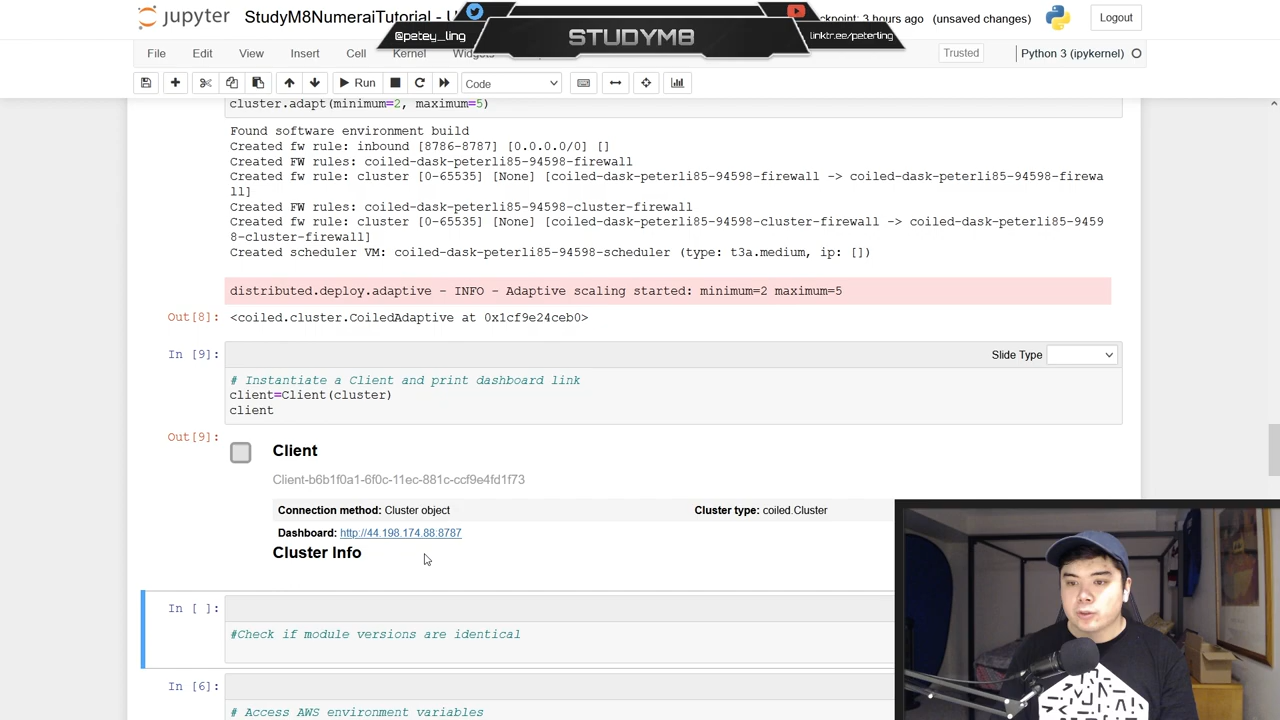 jupyter StudyM8NumeraiTutorial - U
kpoint: 3 hours ago (unsaved changes)
Logout
@petey_ling
STUDYM8
linktr.ee/peterling
File Edit View Insert Cell Kernel Widgets
Trusted
Python 3 (ipykernel)
Run
Code
cluster.adapt(minimum=2, maximum=5)
Found software environment build
Created fw rule: inbound [8786-8787] [0.0.0.0/0] []
Created FW rules: coiled-dask-peterli85-94598-firewall
Created fw rule: cluster [0-65535] [None] [coiled-dask-peterli85-94598-firewall -> coiled-dask-peterli85-94598-firewa
ll]
Created FW rules: coiled-dask-peterli85-94598-cluster-firewall
Created fw rule: cluster [0-65535] [None] [coiled-dask-peterli85-94598-cluster-firewall -> coiled-dask-peterli85-9459
8-cluster-firewall]
Created scheduler VM: coiled-dask-peterli85-94598-scheduler (type: t3a.medium, ip: [])
distributed.deploy.adaptive - INFO - Adaptive scaling started: minimum=2 maximum=5
Out[8]: <coiled.cluster.CoiledAdaptive at 0x1cf9e24ceb0>
In [9]:
Slide Type
# Instantiate a Client and print dashboard link
client=Client(cluster)
client
Out[9]:
Client
Client-b6b1f0a1-6f0c-11ec-881c-ccf9e4fd1f73
Connection method: Cluster object
Cluster type: coiled.Cluster
Dashboard: http://44.198.174.88:8787
Cluster Info
In [ ]:
#Check if module versions are identical
In [6]:
# Access AWS environment variables